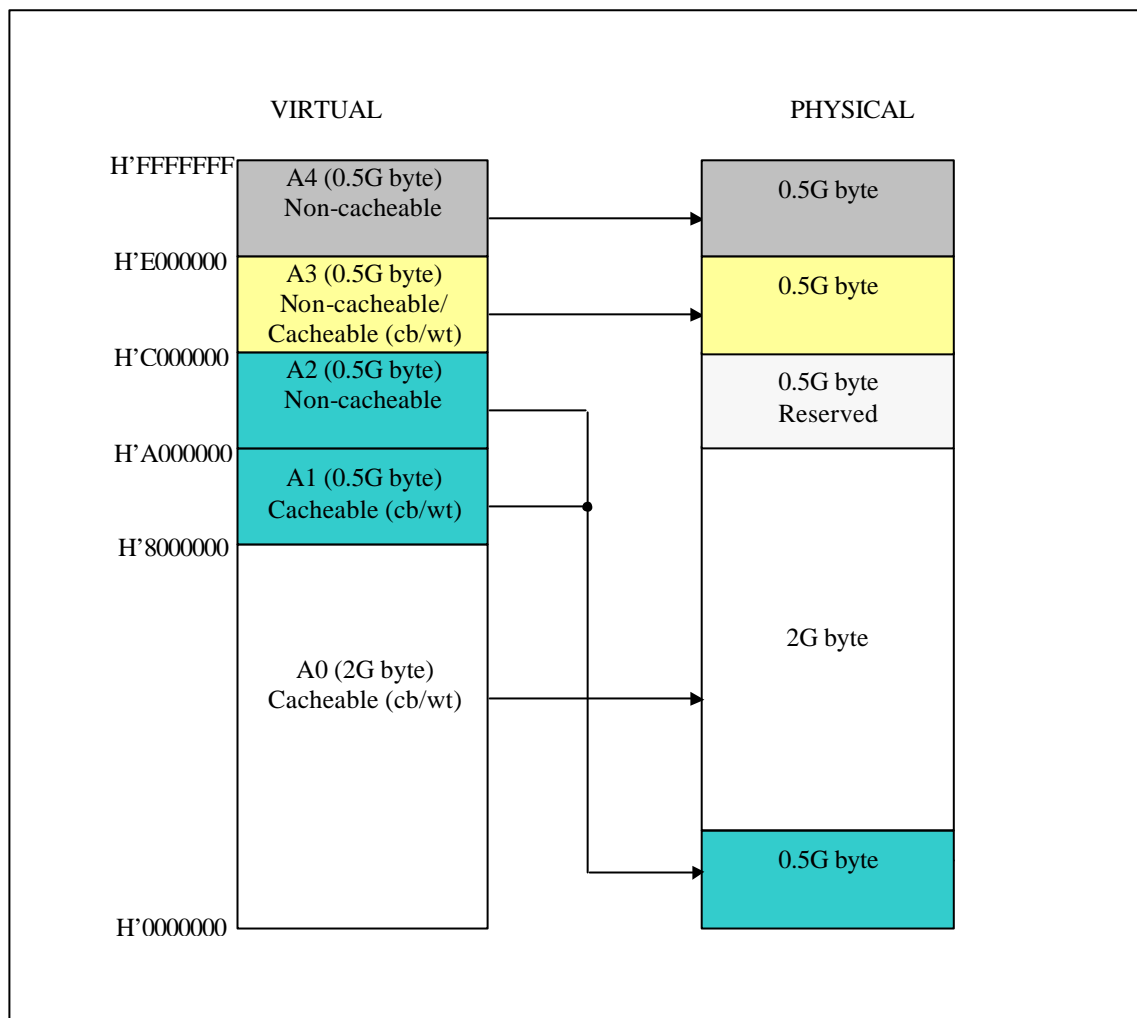 VIRTUAL
PHYSICAL
H’FFFFFFF
A4 (0.5G byte)
Non-cacheable
0.5G byte
H’E000000
A3 (0.5G byte)
Non-cacheable/
Cacheable (cb/wt)
0.5G byte
H’C000000
A2 (0.5G byte)
Non-cacheable
0.5G byte
Reserved
H’A000000
A1 (0.5G byte)
Cacheable (cb/wt)
H’8000000
A0 (2G byte)
Cacheable (cb/wt)
2G byte
0.5G byte
H’0000000